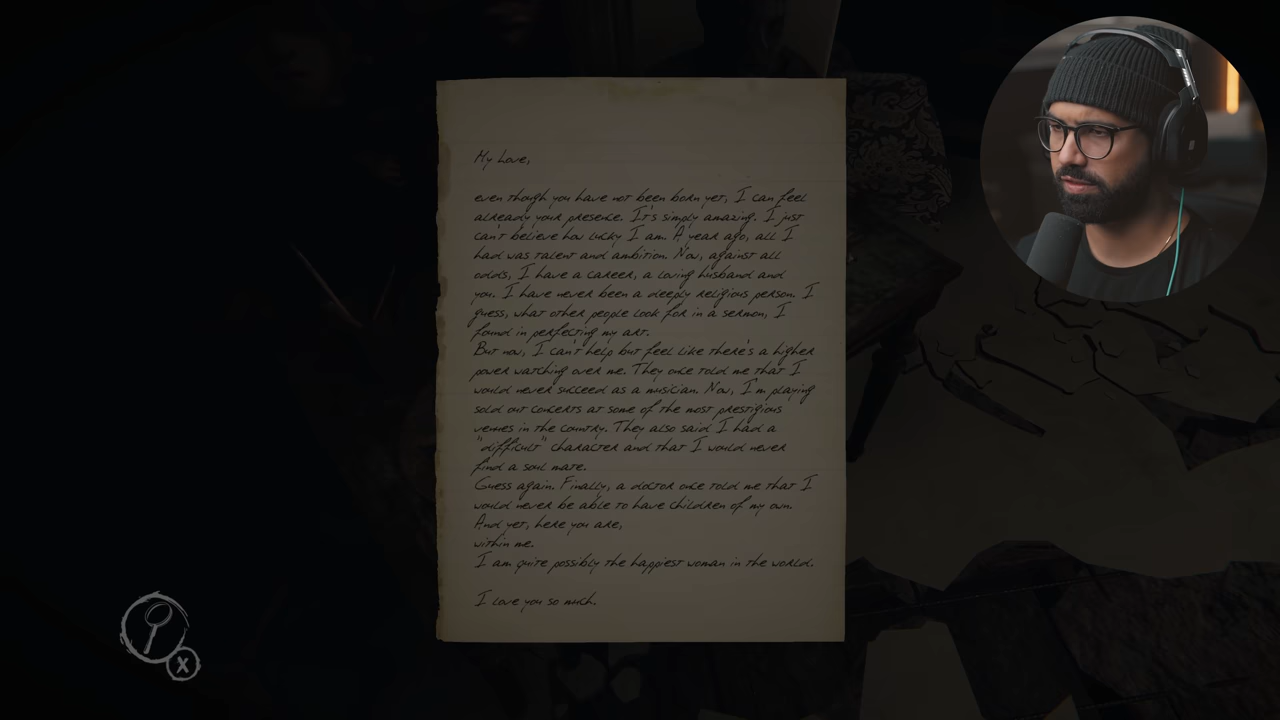 My Love,
even though you have not been born yet, I can feel
already your presence. It's simply amazing. I just
can't believe how lucky I am. A year ago, all I
had was talent and ambition. Now, against all
odds, I have a career, a loving husband and
you. I have never been a deeply religious person. I
guess, what other people look for in a sermon, I
found in perfecting my art.
But now, I can't help but feel like there's a higher
power watching over me. They once told me that I
would never succeed as a musician. Now, I'm playing
sold out concerts at some of the most prestigious
venues in the country. They also said I had a
"difficult" character and that I would never
find a soul mate.
Guess again. Finally, a doctor once told me that I
would never be able to have children of my own.
And yet, here you are,
within me.
I am quite possibly the happiest woman in the world.
I love you so much.
X